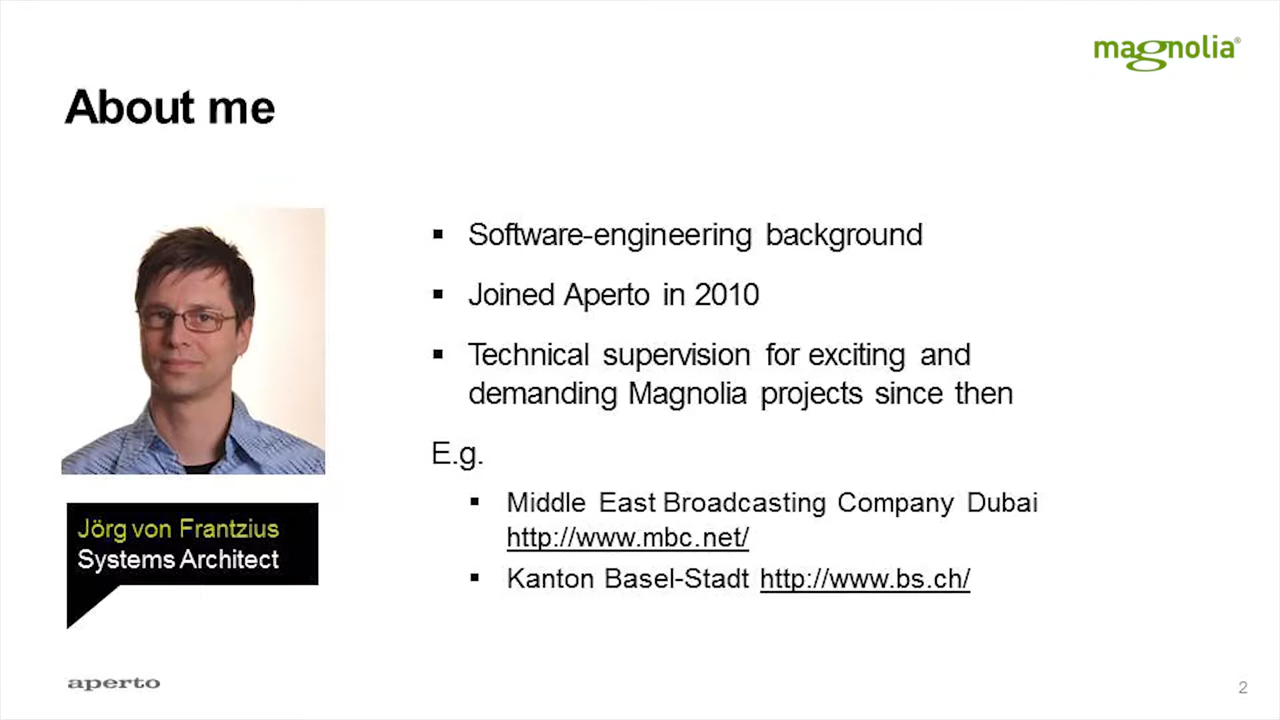 magnolia®
About me
▪ Software-engineering background
▪ Joined Aperto in 2010
▪ Technical supervision for exciting and
demanding Magnolia projects since then
E.g.
▪ Middle East Broadcasting Company Dubai
http://www.mbc.net/
▪ Kanton Basel-Stadt http://www.bs.ch/
Jörg von Frantzius
Systems Architect
aperto
2